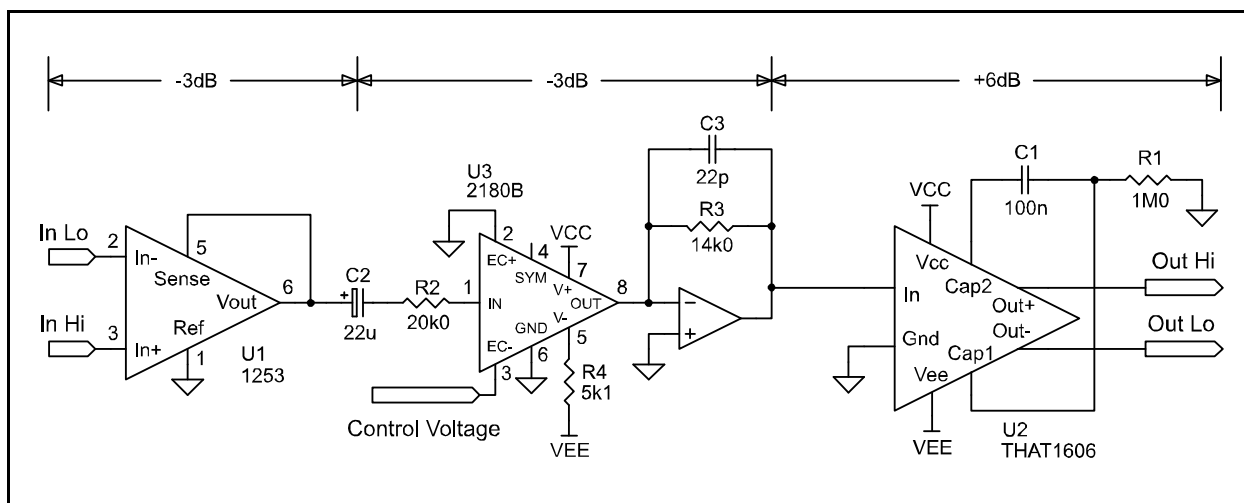 -3dB
-3dB
+6dB
In Lo
2
In-
5
Sense
Vout
6
In Hi
3
In+
Ref
1
U1
1253
C2
+
22u
R2
20k0
U3
2180B
2
EC+
4
SYM
VCC
7
V+
1
IN
OUT
8
V-
5
GND
6
EC-
3
Control Voltage
R4
5k1
VEE
C3
22p
R3
14k0
−
+
VCC
Vcc
C1
100n
R1
1M0
Cap2
In
Out+
Out-
Gnd
Cap1
Vee
VEE
Out Hi
Out Lo
U2
THAT1606